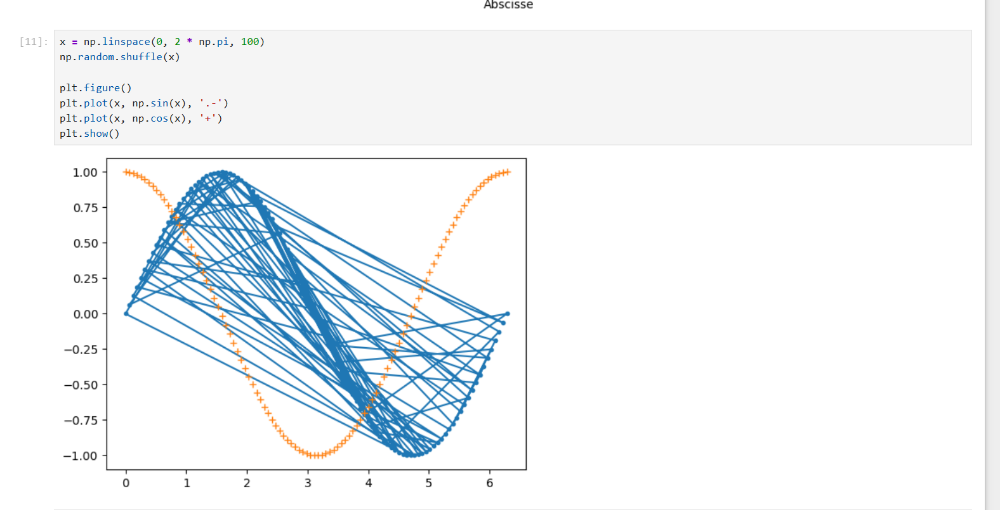 Abscisse
[11]:
x = np.linspace(0, 2 * np.pi, 100)
np.random.shuffle(x)
plt.figure()
plt.plot(x, np.sin(x), '.-')
plt.plot(x, np.cos(x), '+')
plt.show()
1.00
0.75
0.50
0.25
0.00
−0.25
−0.50
−0.75
−1.00
0 1 2 3 4 5 6